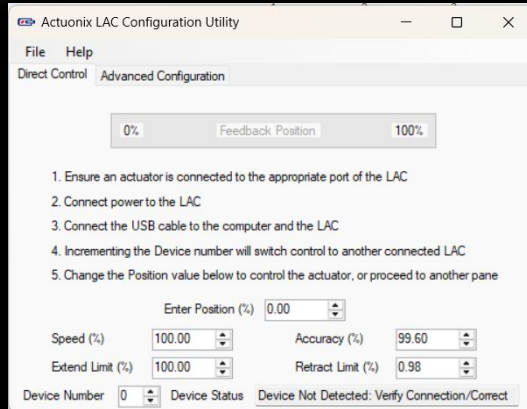 Actuonix LAC Configuration Utility
File Help
Direct Control Advanced Configuration
0% Feedback Position 100%
1. Ensure an actuator is connected to the appropriate port of the LAC
2. Connect power to the LAC
3. Connect the USB cable to the computer and the LAC
4. Incrementing the Device number will switch control to another connected LAC
5. Change the Position value below to control the actuator, or proceed to another pane
Enter Position (%) 0.00
Speed (%) 100.00 Accuracy (%) 99.60
Extend Limit (%) 100.00 Retract Limit (%) 0.98
Device Number 0 Device Status Device Not Detected: Verify Connection/Correct